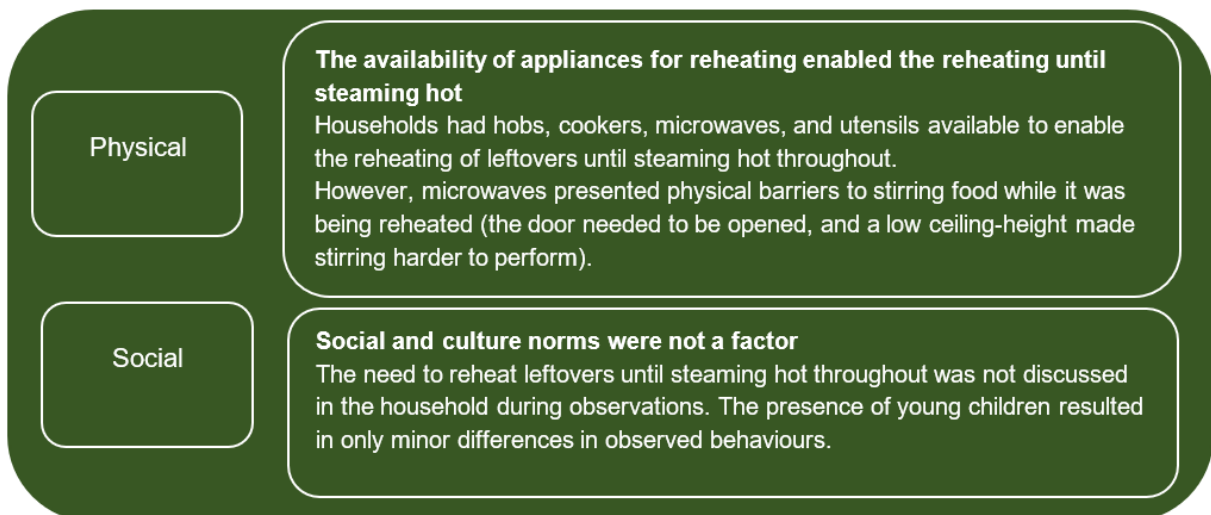 Physical
The availability of appliances for reheating enabled the reheating until
steaming hot
Households had hobs, cookers, microwaves, and utensils available to enable
the reheating of leftovers until steaming hot throughout.
However, microwaves presented physical barriers to stirring food while it was
being reheated (the door needed to be opened, and a low ceiling-height made
stirring harder to perform).
Social
Social and culture norms were not a factor
The need to reheat leftovers until steaming hot throughout was not discussed
in the household during observations. The presence of young children resulted
in only minor differences in observed behaviours.